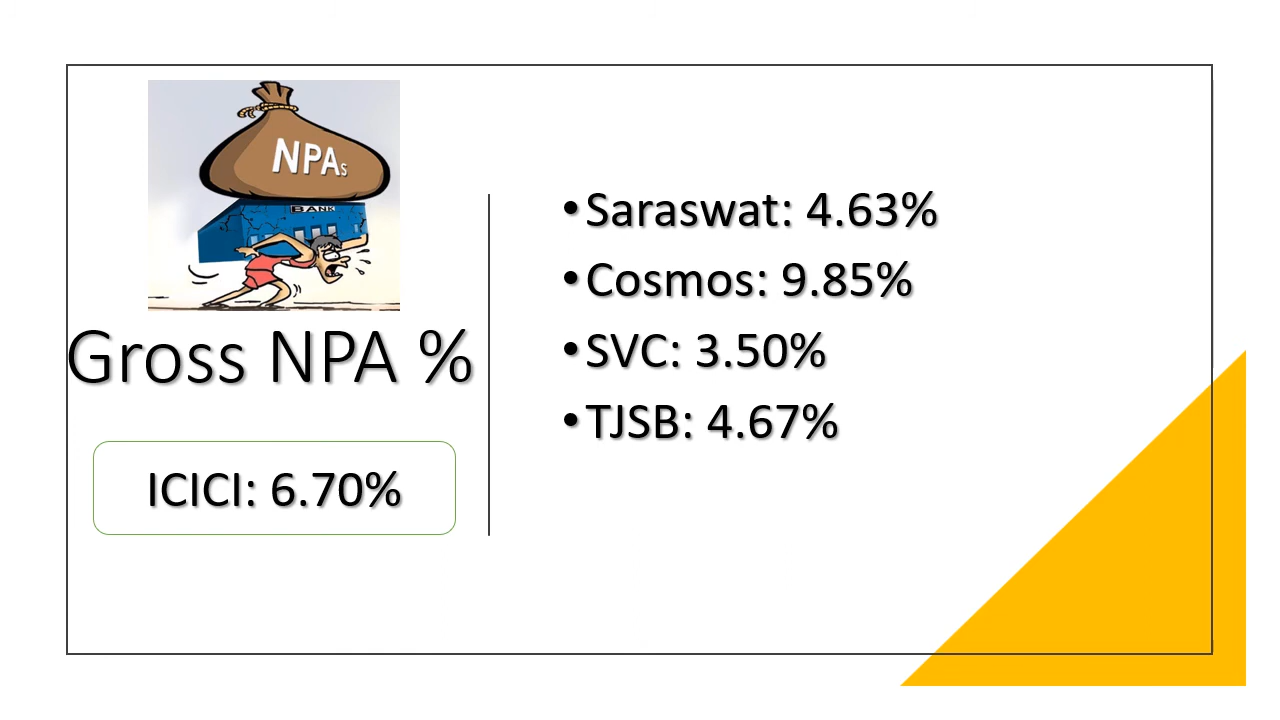 NPAs
BANK
Gross NPA %
ICICI: 6.70%
•Saraswat: 4.63%
•Cosmos: 9.85%
•SVC: 3.50%
•TJSB: 4.67%